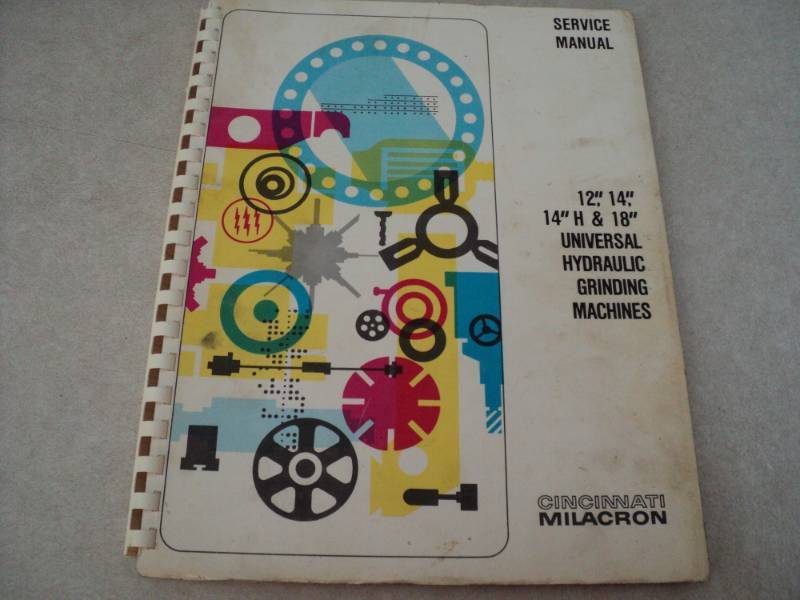 SERVICE
MANUAL
12", 14",
14" H & 18"
UNIVERSAL
HYDRAULIC
GRINDING
MACHINES
CINCINNATI
MILACRON